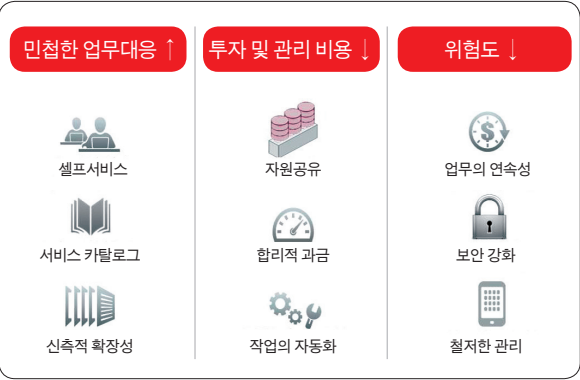 민첩한 업무대응 ↑
투자 및 관리 비용 ↓
위험도 ↓
셀프서비스
자원공유
업무의 연속성
서비스 카탈로그
합리적 과금
보안 강화
신축적 확장성
작업의 자동화
철저한 관리